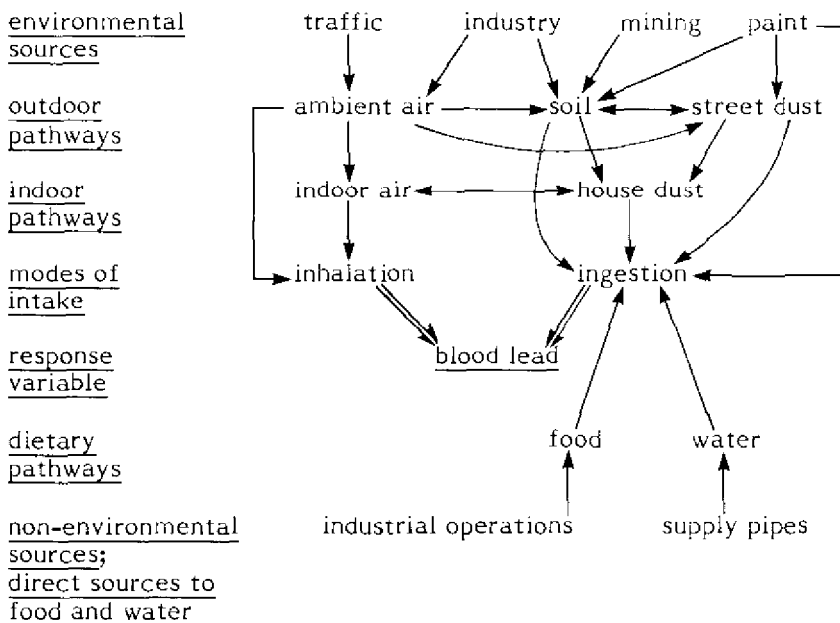 environmental traffic industry mining paint
sources
outdoor ambient air soil street dust
pathways
indoor indoor air house dust
pathways
modes of inhalation ingestion
intake
response blood lead
variable
dietary food water
pathways
non-environmental industrial operations supply pipes
sources;
direct sources to
food and water